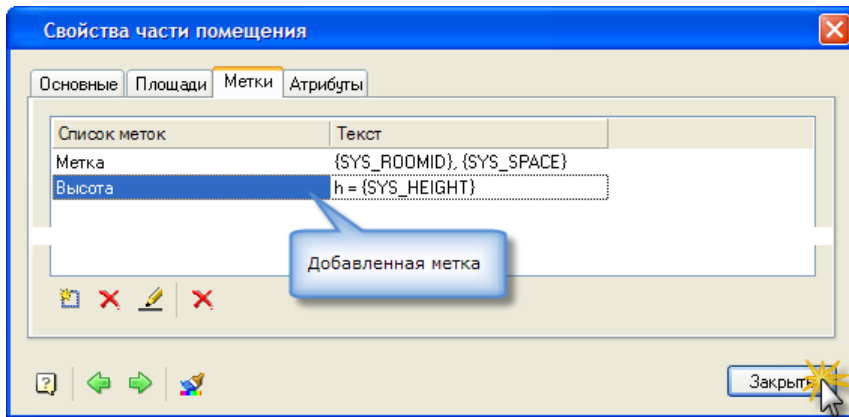 Свойства части помещения
Основные Площади Метки Атрибуты
Список меток Текст
Метка {SYS_ROOMID}, {SYS_SPACE}
Высота h = {SYS_HEIGHT}
Добавленная метка
Закрыть